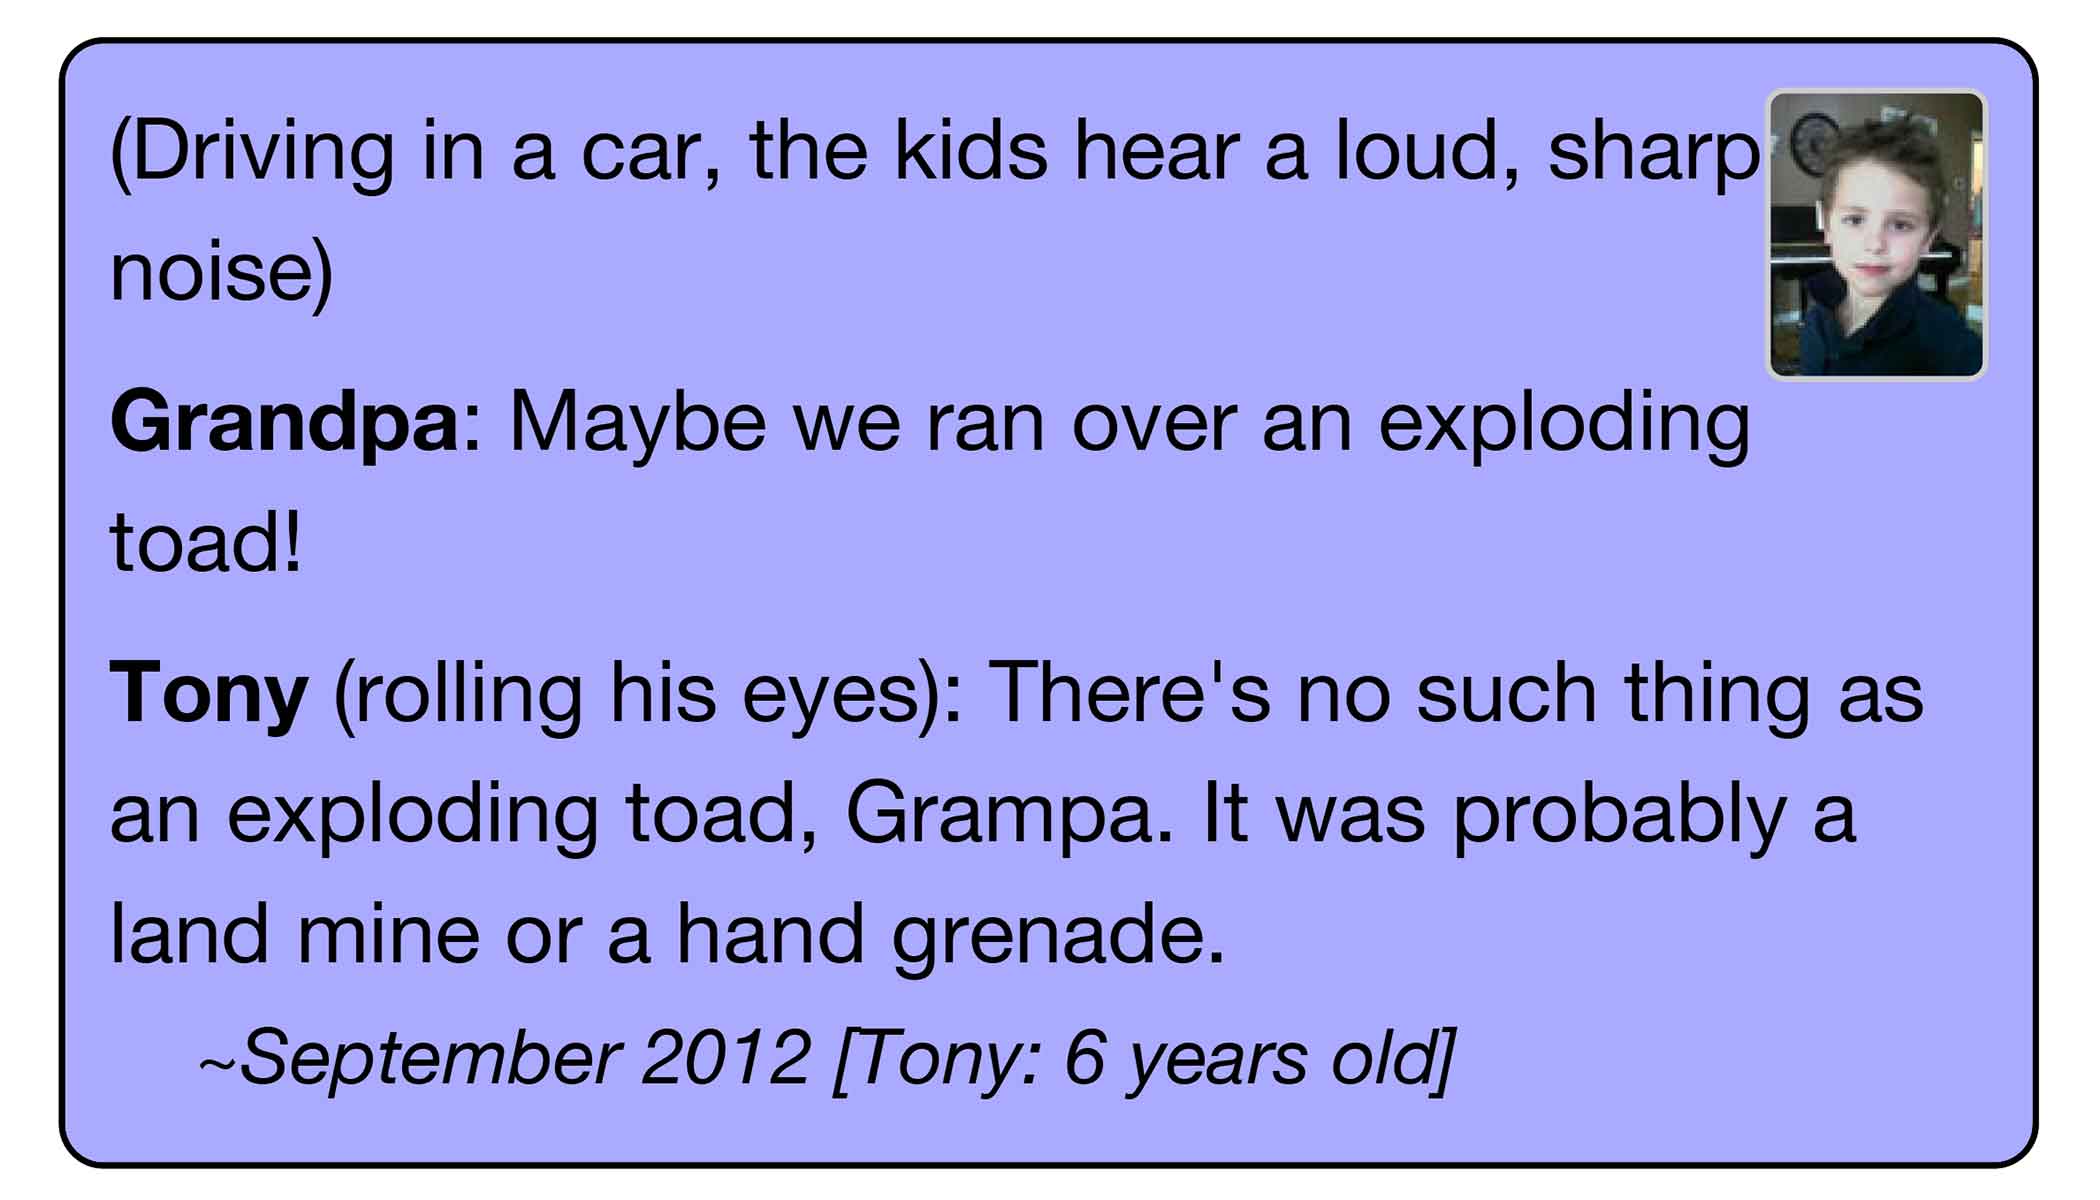 (Driving in a car, the kids hear a loud, sharp
noise)
Grandpa: Maybe we ran over an exploding
toad!
Tony (rolling his eyes): There's no such thing as
an exploding toad, Grampa. It was probably a
land mine or a hand grenade.
~September 2012 [Tony: 6 years old]